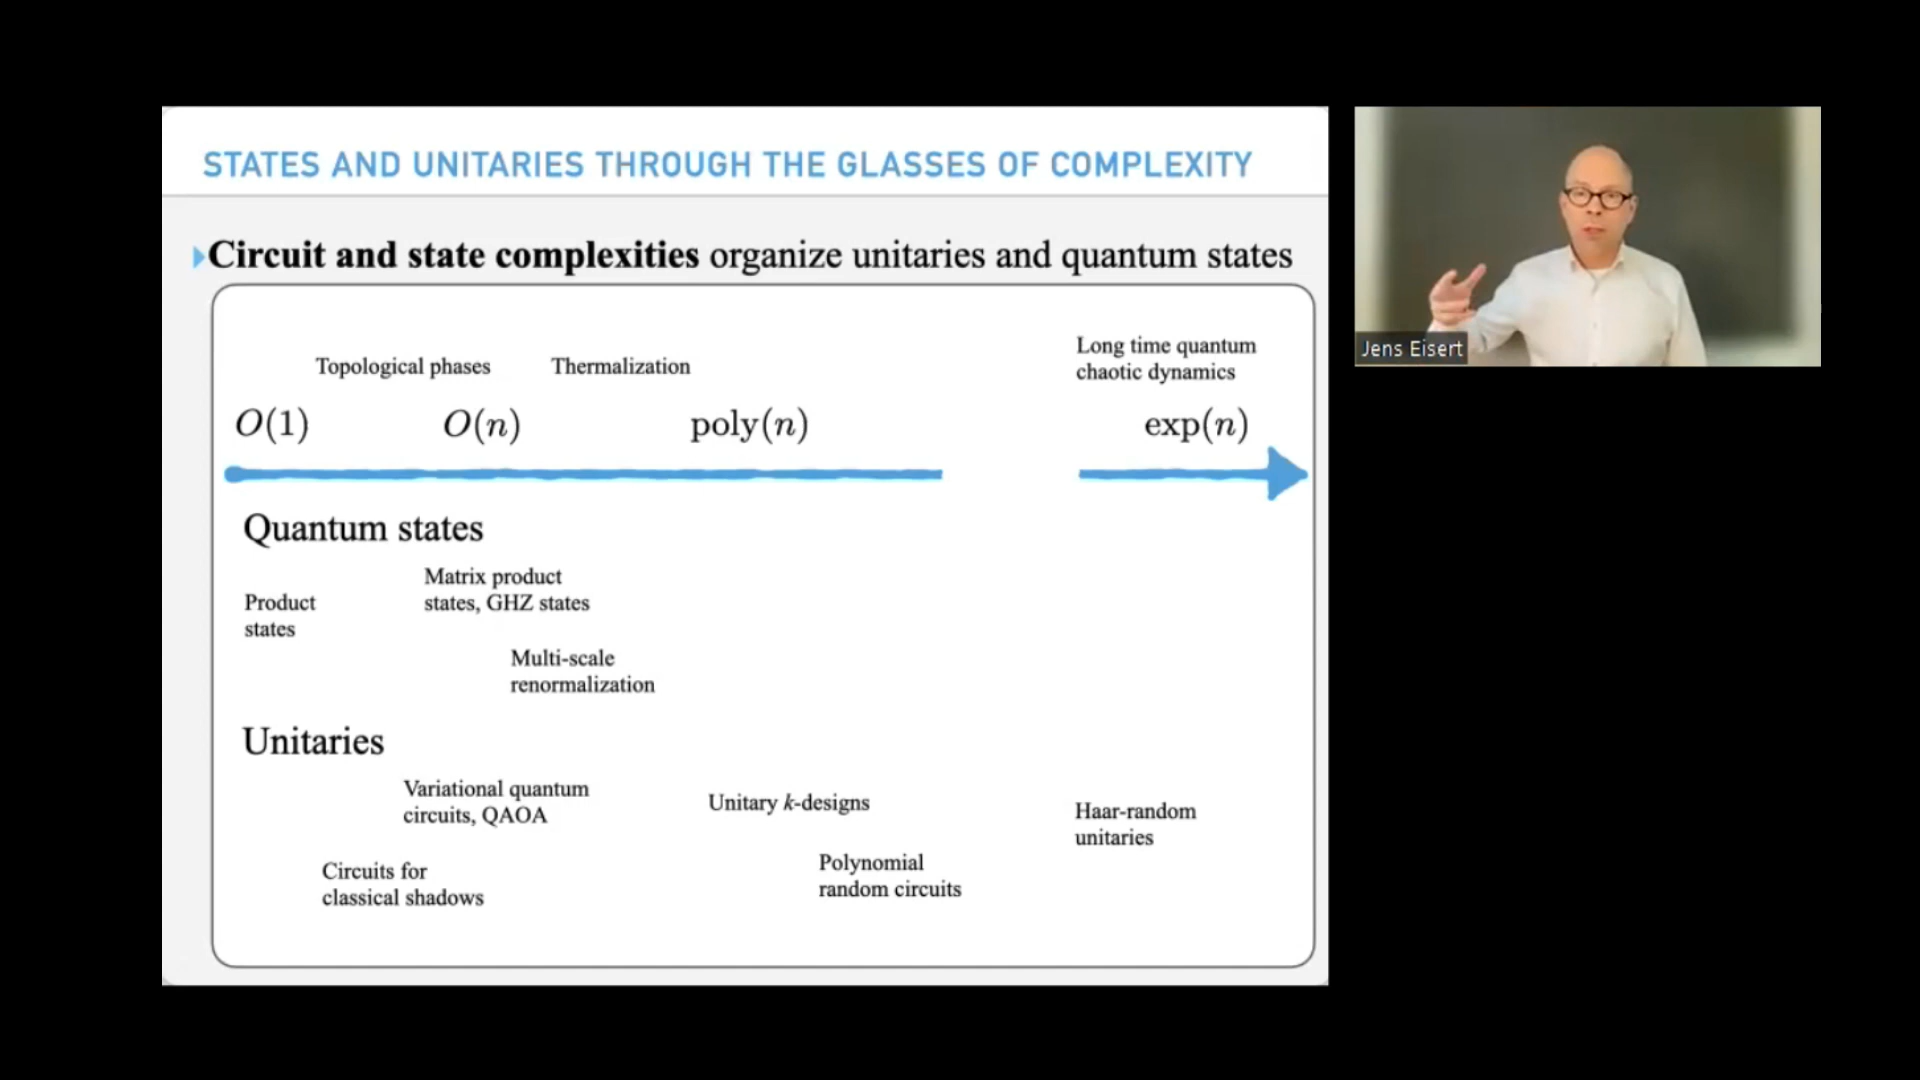 STATES AND UNITARIES THROUGH THE GLASSES OF COMPLEXITY
Circuit and state complexities organize unitaries and quantum states
Topological phases
Thermalization
Long time quantum
chaotic dynamics
O(1)
O(n)
poly(n)
exp(n)
Quantum states
Product
states
Matrix product
states, GHZ states
Multi-scale
renormalization
Unitaries
Variational quantum
circuits, QAOA
Unitary k-designs
Haar-random
unitaries
Circuits for
classical shadows
Polynomial
random circuits
Jens Eisert